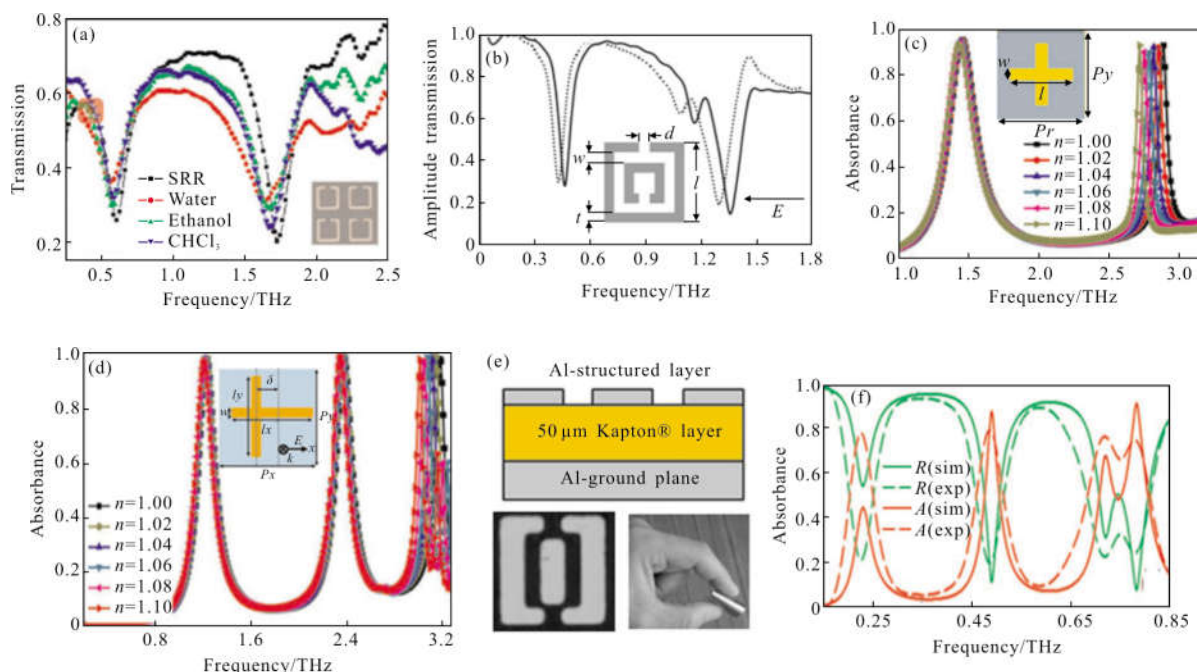 (a)
0.8
0.6
0.4
0.2
Transmission
SRR
Water
Ethanol
CHCl₃
0.5 1.0 1.5 2.0 2.5
Frequency/THz
(b)
1.0
0.8
0.6
0.4
0.2
0
Amplitude transmission
d
w
l
t
E
0 0.3 0.6 0.9 1.2 1.5 1.8
Frequency/THz
(c)
1.0
0.8
0.6
0.4
0.2
0
Absorbance
w
l
Py
Pr
n=1.00
n=1.02
n=1.04
n=1.06
n=1.08
n=1.10
1.0 1.5 2.0 2.5 3.0
Frequency/THz
(d)
1.0
0.8
0.6
0.4
0.2
0
Absorbance
δ
ly
w
Py
lx
E
x
k
Px
n=1.00
n=1.02
n=1.04
n=1.06
n=1.08
n=1.10
0.8 1.6 2.4 3.2
Frequency/THz
(e)
Al-structured layer
50 μm Kapton® layer
Al-ground plane
(f)
1.0
0.8
0.6
0.4
0.2
0
Absorbance
R(sim)
R(exp)
A(sim)
A(exp)
0.25 0.45 0.65 0.85
Frequency/THz